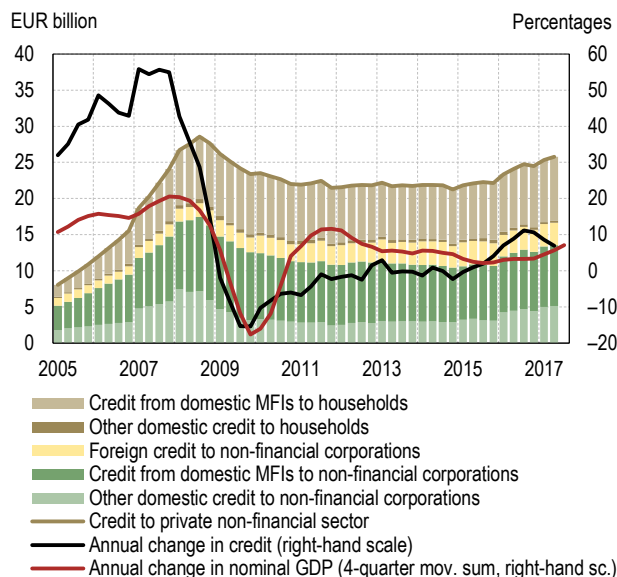 EUR billion Percentages
40 60
35 50
30 40
25 30
20 20
15 10
10 0
5 –10
0 –20
2005 2007 2009 2011 2013 2015 2017
Credit from domestic MFIs to households
Other domestic credit to households
Foreign credit to non-financial corporations
Credit from domestic MFIs to non-financial corporations
Other domestic credit to non-financial corporations
Credit to private non-financial sector
Annual change in credit (right-hand scale)
Annual change in nominal GDP (4-quarter mov. sum, right-hand sc.)